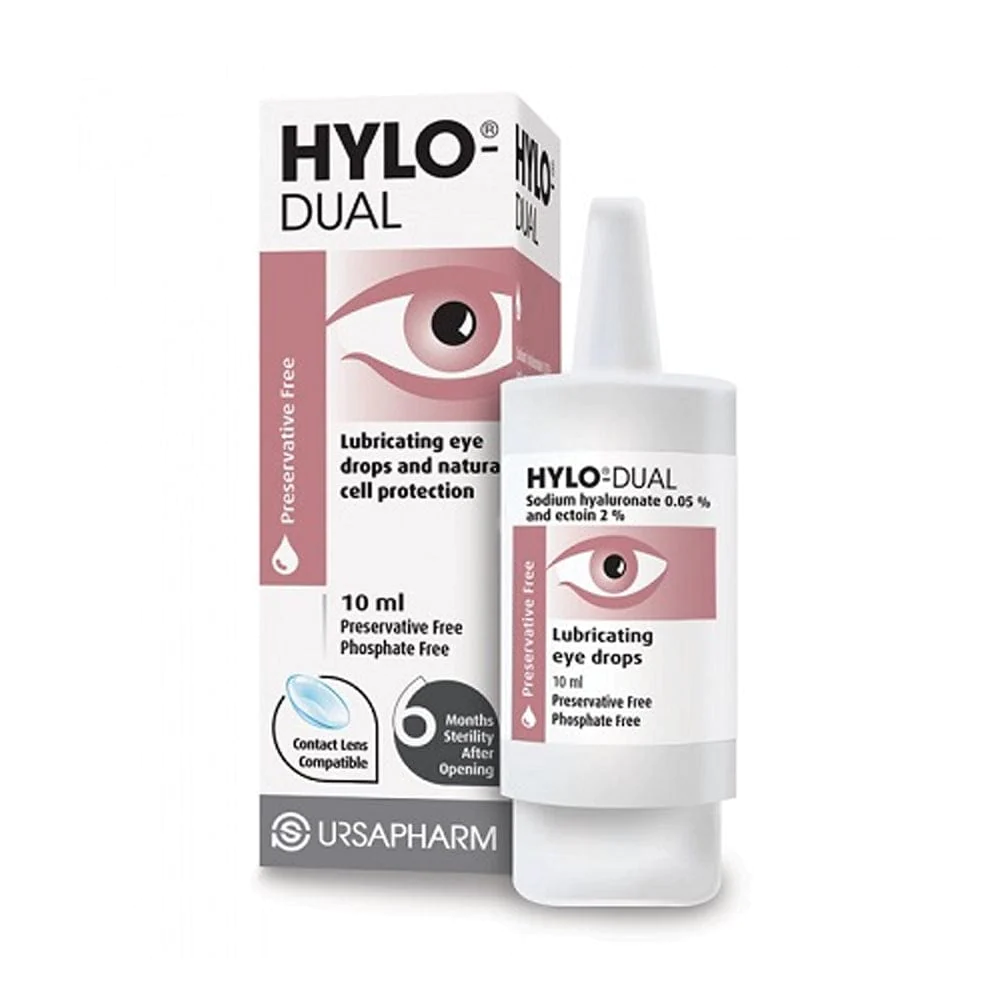 HYLO-®
DUAL
Preservative Free
Lubricating eye
drops and natura
cell protection
10 ml
Preservative Free
Phosphate Free
Contact Lens
Compatible
6 Months
Sterility
After
Opening
URSAPHARM
HYLO-®
DUAL
HYLO®-DUAL
Sodium hyaluronate 0.05 %
and ectoin 2 %
Preservative Free
Lubricating
eye drops
10 ml
Preservative Free
Phosphate Free